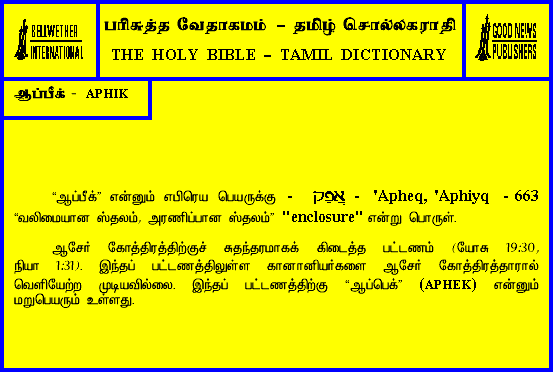 BELLWETHER
INTERNATIONAL
பரிசுத்த வேதாகமம் – தமிழ் சொல்லகராதி
THE HOLY BIBLE – TAMIL DICTIONARY
GOOD NEWS
PUBLISHERS
ஆப்பீக் - APHIK
“ஆப்பீக்” என்னும் எபிரெய பெயருக்கு - אֲפֵק - 'Apheq, 'Aphiyq - 663
“வலிமையான ஸ்தலம், அரணிப்பான ஸ்தலம்” "enclosure" என்று பொருள்.
ஆசேர் கோத்திரத்திற்குச் சுதந்தரமாகக் கிடைத்த பட்டணம் (யோசு 19:30,
நியா 1:31). இந்தப் பட்டணத்திலுள்ள கானானியர்களை ஆசேர் கோத்திரத்தாரால்
வெளியேற்ற முடியவில்லை. இந்தப் பட்டணத்திற்கு “ஆப்பெக்” (APHEK) என்னும்
மறுபெயரும் உள்ளது.